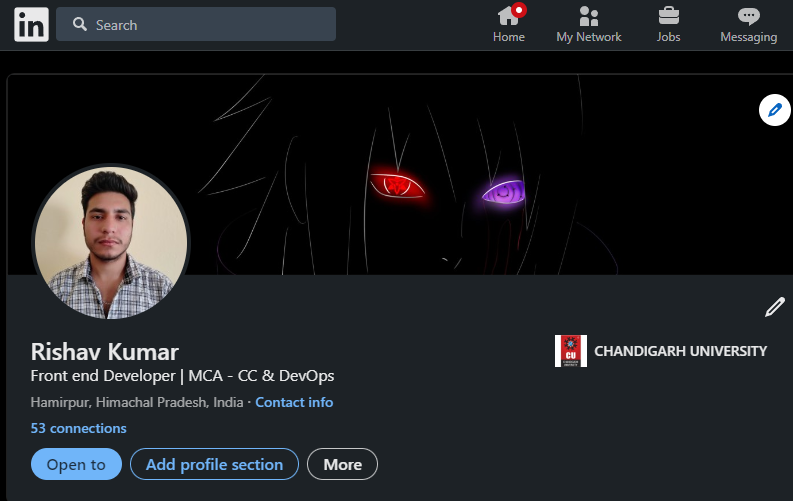 in
Search
Home
My Network
Jobs
Messaging
Rishav Kumar
CU
CHANDIGARH UNIVERSITY
Front end Developer | MCA - CC & DevOps
Hamirpur, Himachal Pradesh, India · Contact info
53 connections
Open to
Add profile section
More